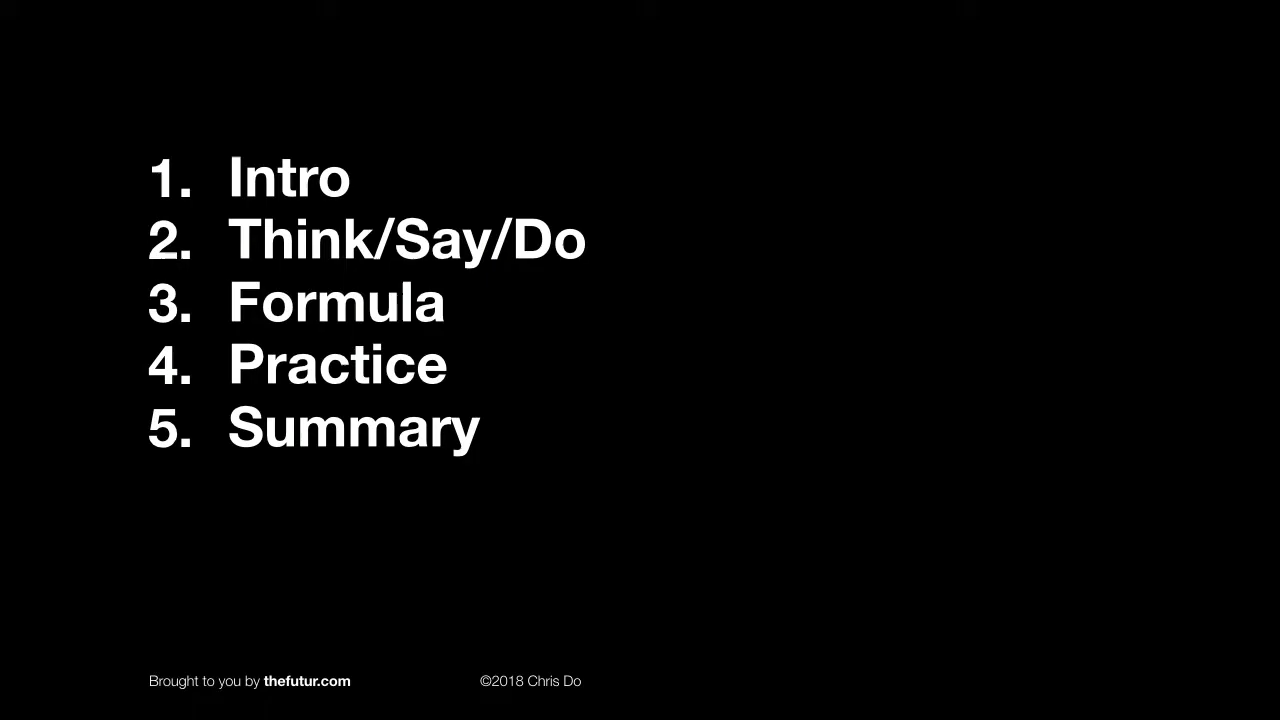 1. Intro
2. Think/Say/Do
3. Formula
4. Practice
5. Summary
Brought to you by thefutur.com ©2018 Chris Do